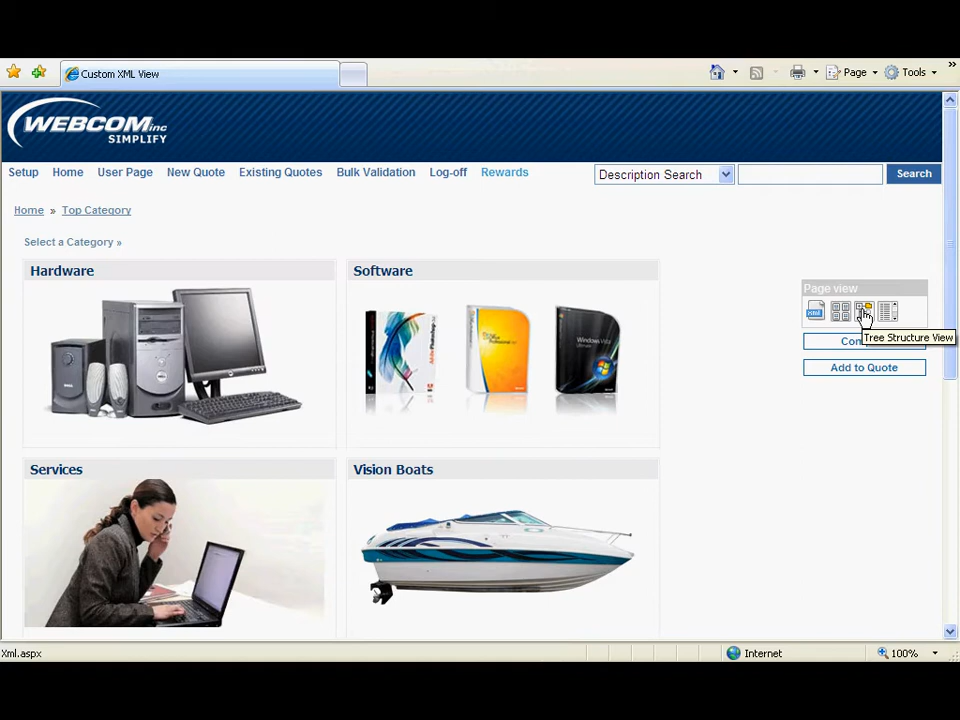 Custom XML View
Page
Tools
»
WEBCOM inc
SIMPLIFY
Setup Home User Page New Quote Existing Quotes Bulk Validation Log-off Rewards
Description Search
Search
Home » Top Category
Select a Category »
Hardware
Software
Page view
xml
Tree Structure View
Add to Quote
Services
Vision Boats
Xml.aspx
Internet
100%